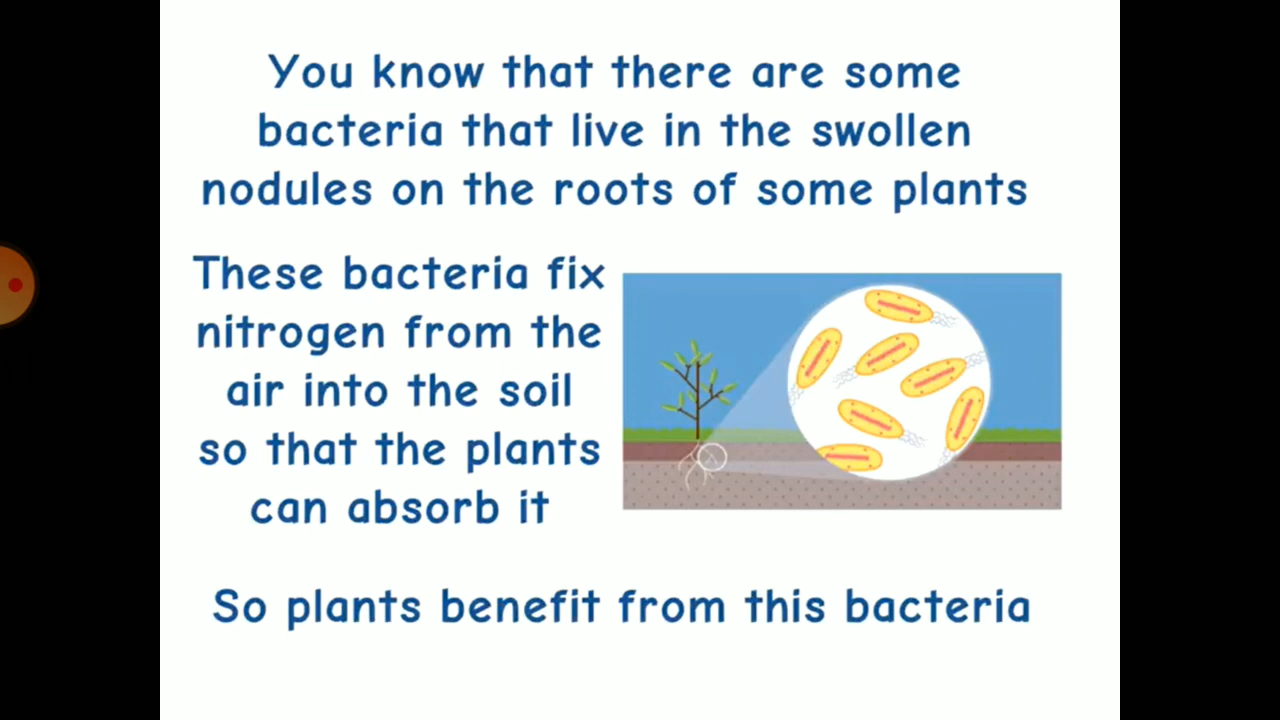 You know that there are some
bacteria that live in the swollen
nodules on the roots of some plants
These bacteria fix
nitrogen from the
air into the soil
so that the plants
can absorb it
So plants benefit from this bacteria